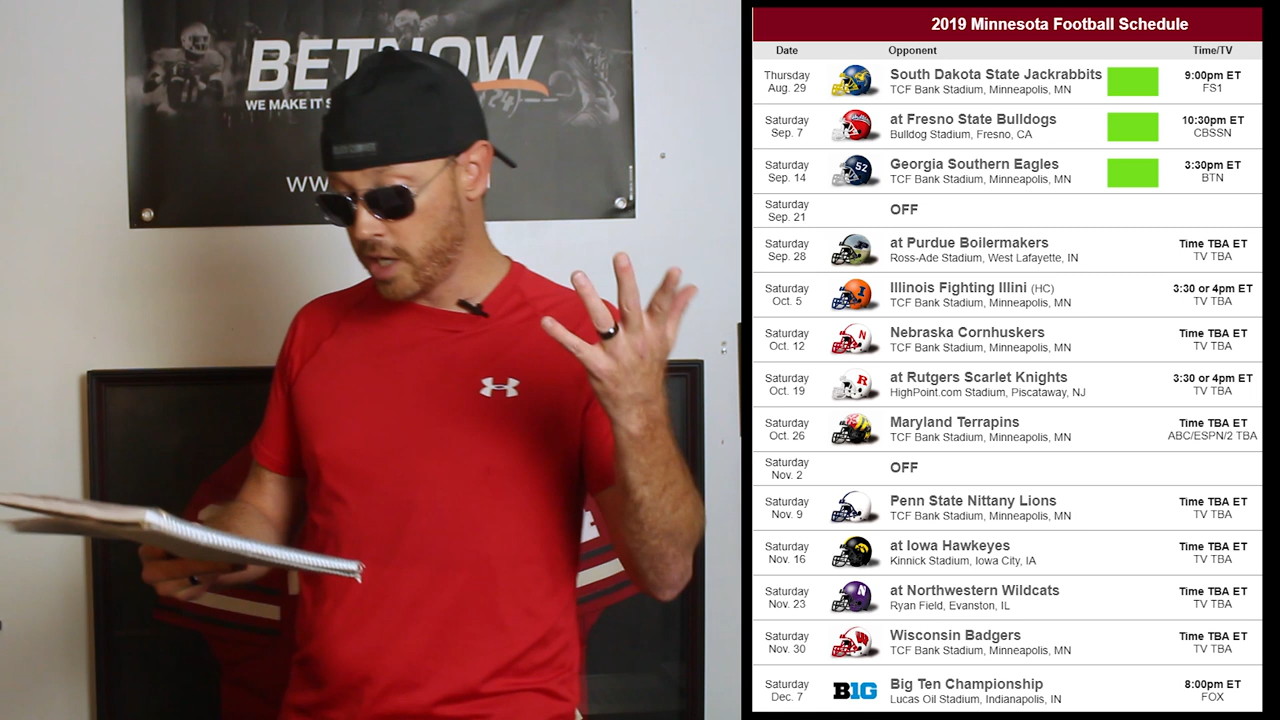 BETNOW
WE MAKE IT
2019 Minnesota Football Schedule
Date Opponent Time/TV
Thursday South Dakota State Jackrabbits 9:00pm ET
Aug. 29 TCF Bank Stadium, Minneapolis, MN FS1
Saturday at Fresno State Bulldogs 10:30pm ET
Sep. 7 Bulldog Stadium, Fresno, CA CBSSN
Saturday Georgia Southern Eagles 3:30pm ET
Sep. 14 TCF Bank Stadium, Minneapolis, MN BTN
Saturday
Sep. 21
OFF
Saturday at Purdue Boilermakers Time TBA ET
Sep. 28 Ross-Ade Stadium, West Lafayette, IN TV TBA
Saturday Illinois Fighting Illini (HC) 3:30 or 4pm ET
Oct. 5 TCF Bank Stadium, Minneapolis, MN TV TBA
Saturday Nebraska Cornhuskers Time TBA ET
Oct. 12 TCF Bank Stadium, Minneapolis, MN TV TBA
Saturday at Rutgers Scarlet Knights 3:30 or 4pm ET
Oct. 19 HighPoint.com Stadium, Piscataway, NJ TV TBA
Saturday Maryland Terrapins Time TBA ET
Oct. 26 TCF Bank Stadium, Minneapolis, MN ABC/ESPN/2 TBA
Saturday
Nov. 2
OFF
Saturday Penn State Nittany Lions Time TBA ET
Nov. 9 TCF Bank Stadium, Minneapolis, MN TV TBA
Saturday at Iowa Hawkeyes Time TBA ET
Nov. 16 Kinnick Stadium, Iowa City, IA TV TBA
Saturday at Northwestern Wildcats Time TBA ET
Nov. 23 Ryan Field, Evanston, IL TV TBA
Saturday Wisconsin Badgers Time TBA ET
Nov. 30 TCF Bank Stadium, Minneapolis, MN TV TBA
Saturday B1G Big Ten Championship 8:00pm ET
Dec. 7 Lucas Oil Stadium, Indianapolis, IN FOX